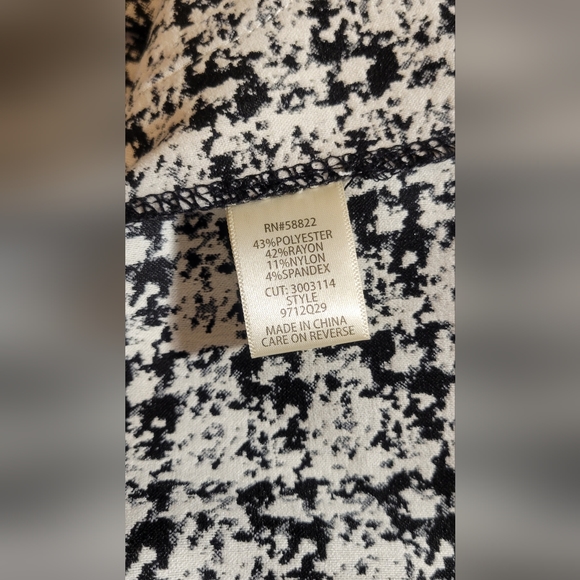 RN#58822
43%POLYESTER
42%RAYON
11%NYLON
4%SPANDEX
CUT: 3003114
STYLE
9712Q29
MADE IN CHINA
CARE ON REVERSE